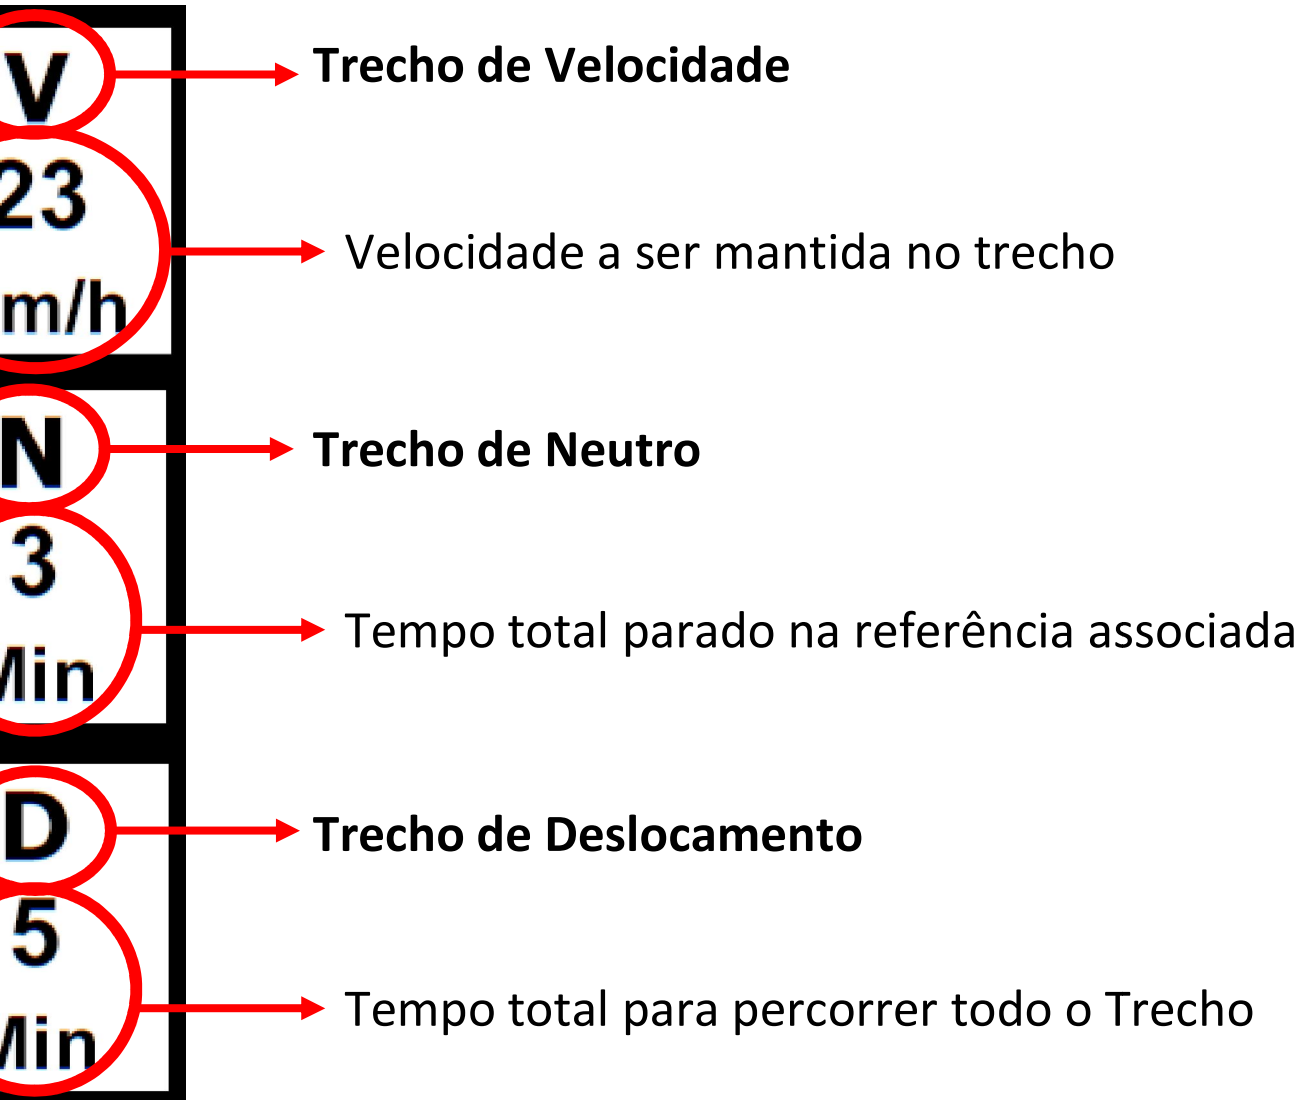 V
Trecho de Velocidade
23
Velocidade a ser mantida no trecho
m/h
N
Trecho de Neutro
3
Tempo total parado na referência associada
Min
D
Trecho de Deslocamento
5
Tempo total para percorrer todo o Trecho
Min